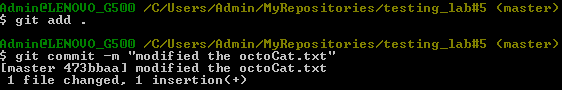 Admin@LENOVO_G500 /C/Users/Admin/MyRepositories/testing_lab#5 (master)
$ git add .
Admin@LENOVO_G500 /C/Users/Admin/MyRepositories/testing_lab#5 (master)
$ git commit -m "modified the octoCat.txt"
[master 473bbaa] modified the octoCat.txt
 1 file changed, 1 insertion(+)